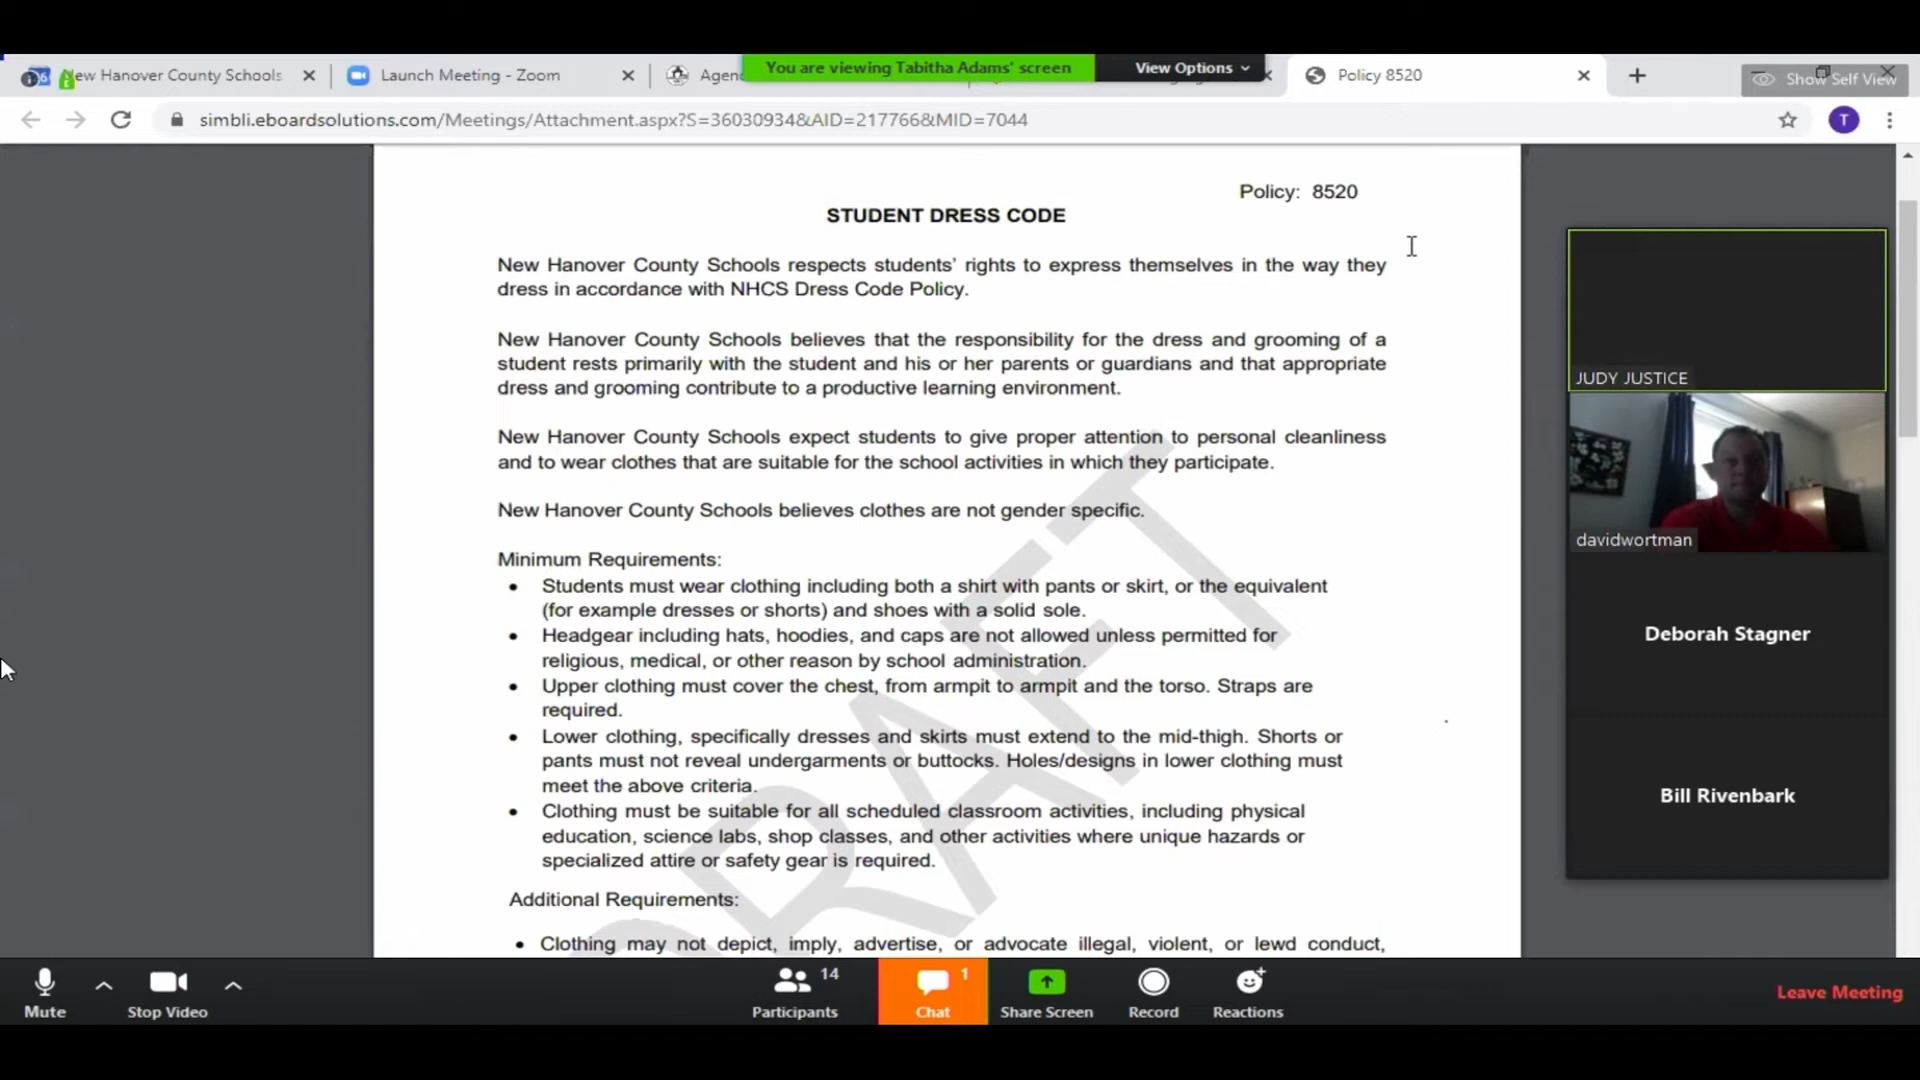 New Hanover County Schools
Launch Meeting - Zoom
Agen
You are viewing Tabitha Adams' screen
View Options
Policy 8520
Show Self View
simbli.eboardsolutions.com/Meetings/Attachment.aspx?S=36030934&AID=217766&MID=7044
T
Policy: 8520
STUDENT DRESS CODE
New Hanover County Schools respects students' rights to express themselves in the way they
dress in accordance with NHCS Dress Code Policy.
New Hanover County Schools believes that the responsibility for the dress and grooming of a
student rests primarily with the student and his or her parents or guardians and that appropriate
dress and grooming contribute to a productive learning environment.
New Hanover County Schools expect students to give proper attention to personal cleanliness
and to wear clothes that are suitable for the school activities in which they participate.
New Hanover County Schools believes clothes are not gender specific.
Minimum Requirements:
• Students must wear clothing including both a shirt with pants or skirt, or the equivalent
(for example dresses or shorts) and shoes with a solid sole.
• Headgear including hats, hoodies, and caps are not allowed unless permitted for
religious, medical, or other reason by school administration.
• Upper clothing must cover the chest, from armpit to armpit and the torso. Straps are
required.
• Lower clothing, specifically dresses and skirts must extend to the mid-thigh. Shorts or
pants must not reveal undergarments or buttocks. Holes/designs in lower clothing must
meet the above criteria.
• Clothing must be suitable for all scheduled classroom activities, including physical
education, science labs, shop classes, and other activities where unique hazards or
specialized attire or safety gear is required.
Additional Requirements:
• Clothing may not depict, imply, advertise, or advocate illegal, violent, or lewd conduct,
DRAFT
JUDY JUSTICE
davidwortman
Deborah Stagner
Bill Rivenbark
Mute
Stop Video
Participants
14
Chat
1
Share Screen
Record
Reactions
Leave Meeting